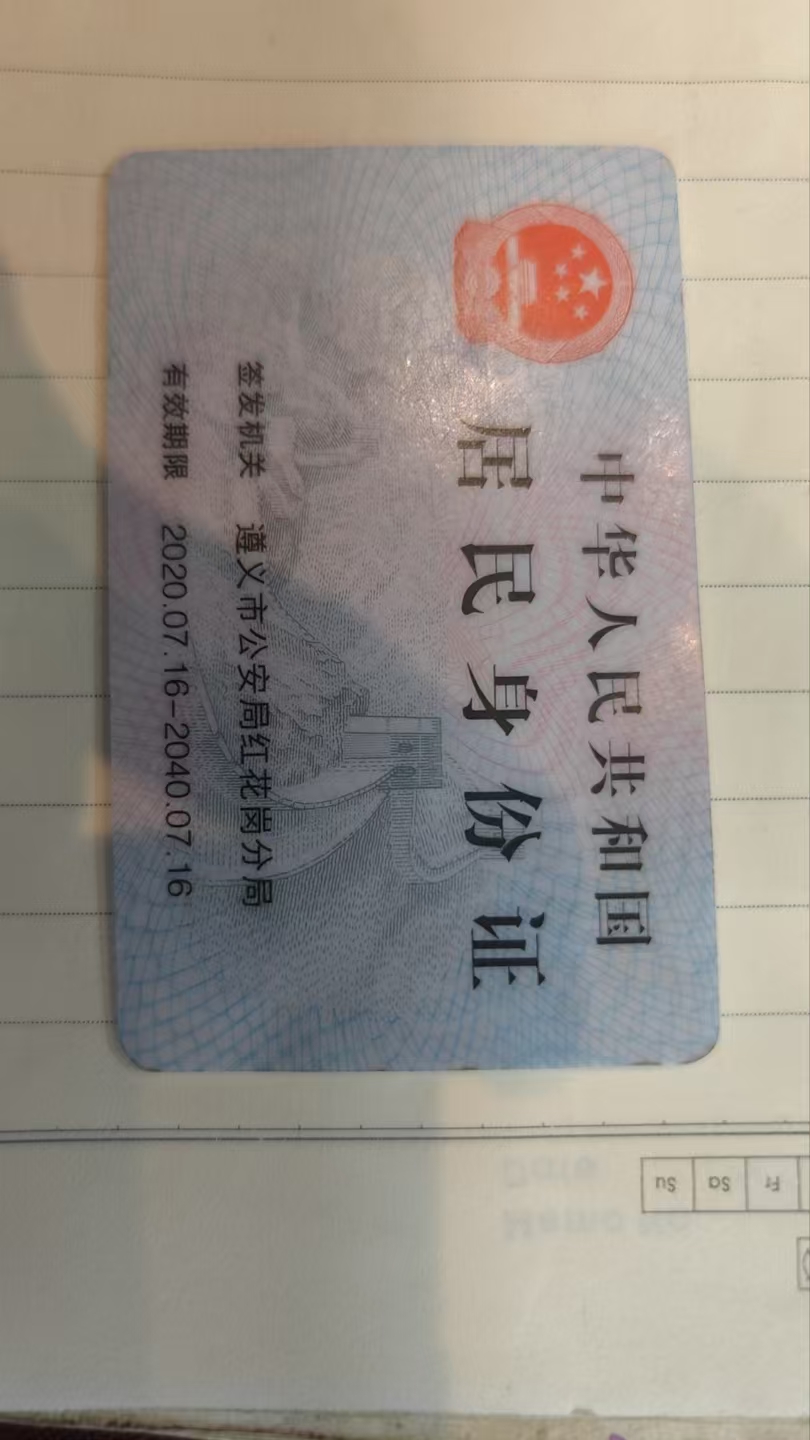 中华人民共和国
居民身份证
签发机关 遵义市公安局红花岗分局
有效期限 2020.07.16-2040.07.16
Fr Sa Su